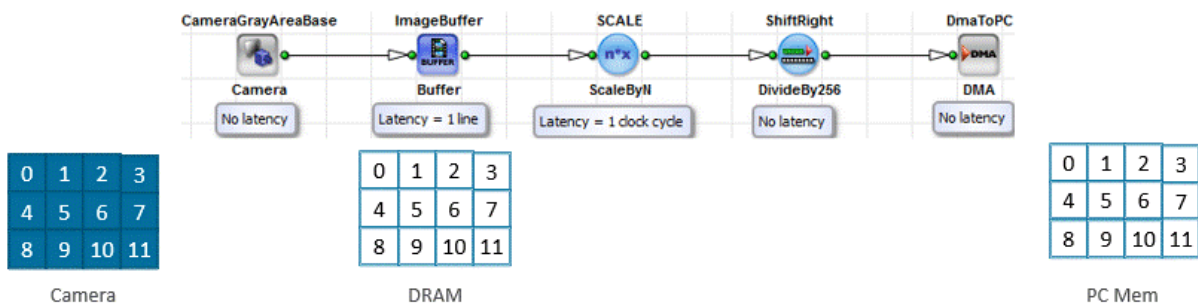 CameraGrayAreaBase ImageBuffer SCALE ShiftRight DmaToPC
BUFFER n*x DMA
Camera Buffer ScaleByN DivideBy256 DMA
No latency Latency = 1 line Latency = 1 clock cycle No latency No latency
0 1 2 3 0 1 2 3 0 1 2 3
4 5 6 7 4 5 6 7 4 5 6 7
8 9 10 11 8 9 10 11 8 9 10 11
Camera DRAM PC Mem